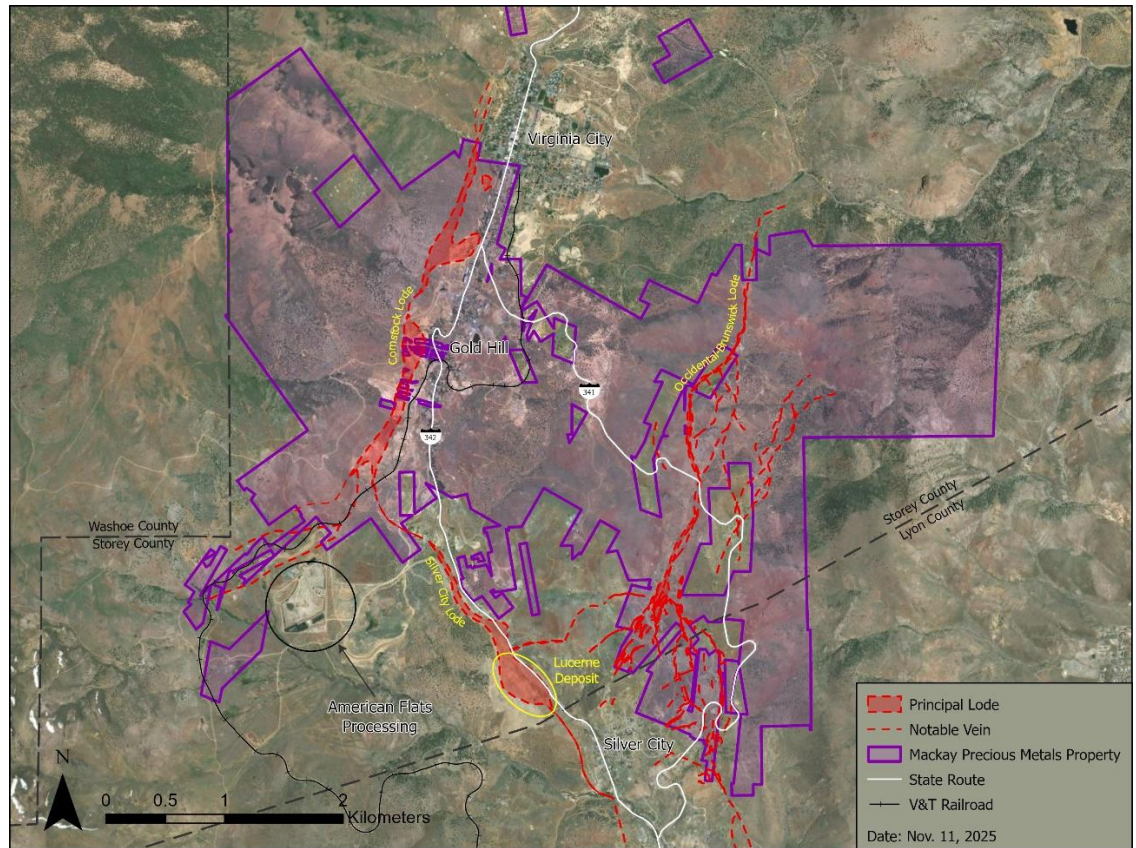 Virginia City
Comstock Lode
Gold Hill
Occidental-Brunswick Lode
341
342
Washoe County
Storey County
Storey County
Lyon County
Silver City Lode
Lucerne
Deposit
American Flats
Processing
Silver City
N
0 0.5 1 2
Kilometers
Principal Lode
Notable Vein
Mackay Precious Metals Property
State Route
V&T Railroad
Date: Nov. 11, 2025